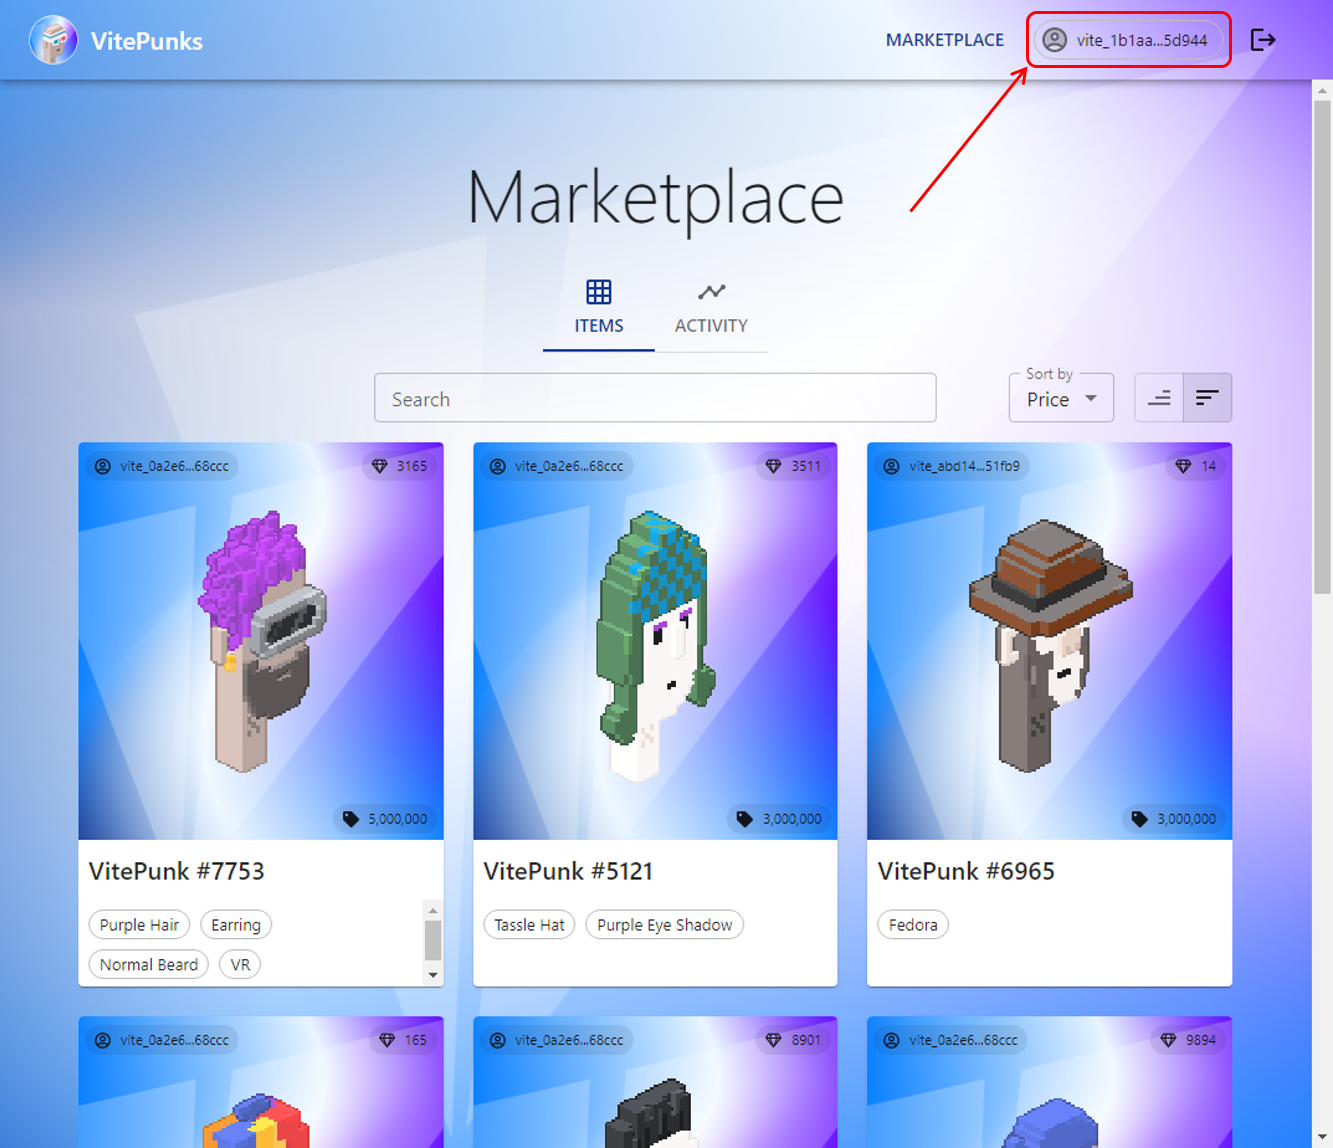 VitePunks
MARKETPLACE
vite_1b1aa...5d944
Marketplace
ITEMS
ACTIVITY
Search
Sort by
Price
vite_0a2e6...68ccc
3165
5,000,000
VitePunk #7753
Purple Hair
Earring
Normal Beard
VR
vite_0a2e6...68ccc
3511
3,000,000
VitePunk #5121
Tassle Hat
Purple Eye Shadow
vite_abd14...51fb9
14
3,000,000
VitePunk #6965
Fedora
vite_0a2e6...68ccc
165
vite_0a2e6...68ccc
8901
vite_0a2e6...68ccc
9894